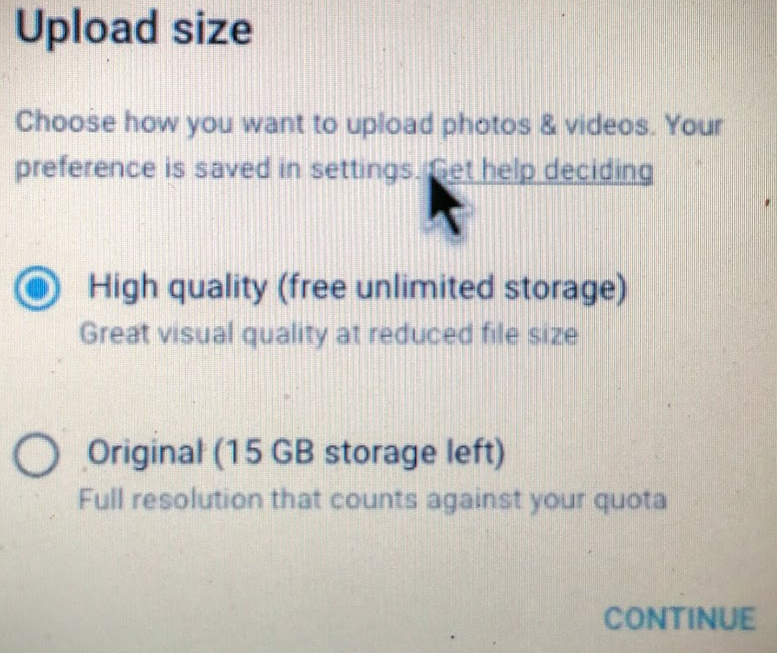 Upload size
Choose how you want to upload photos & videos. Your
preference is saved in settings. Get help deciding
High quality (free unlimited storage)
Great visual quality at reduced file size
Original (15 GB storage left)
Full resolution that counts against your quota
CONTINUE